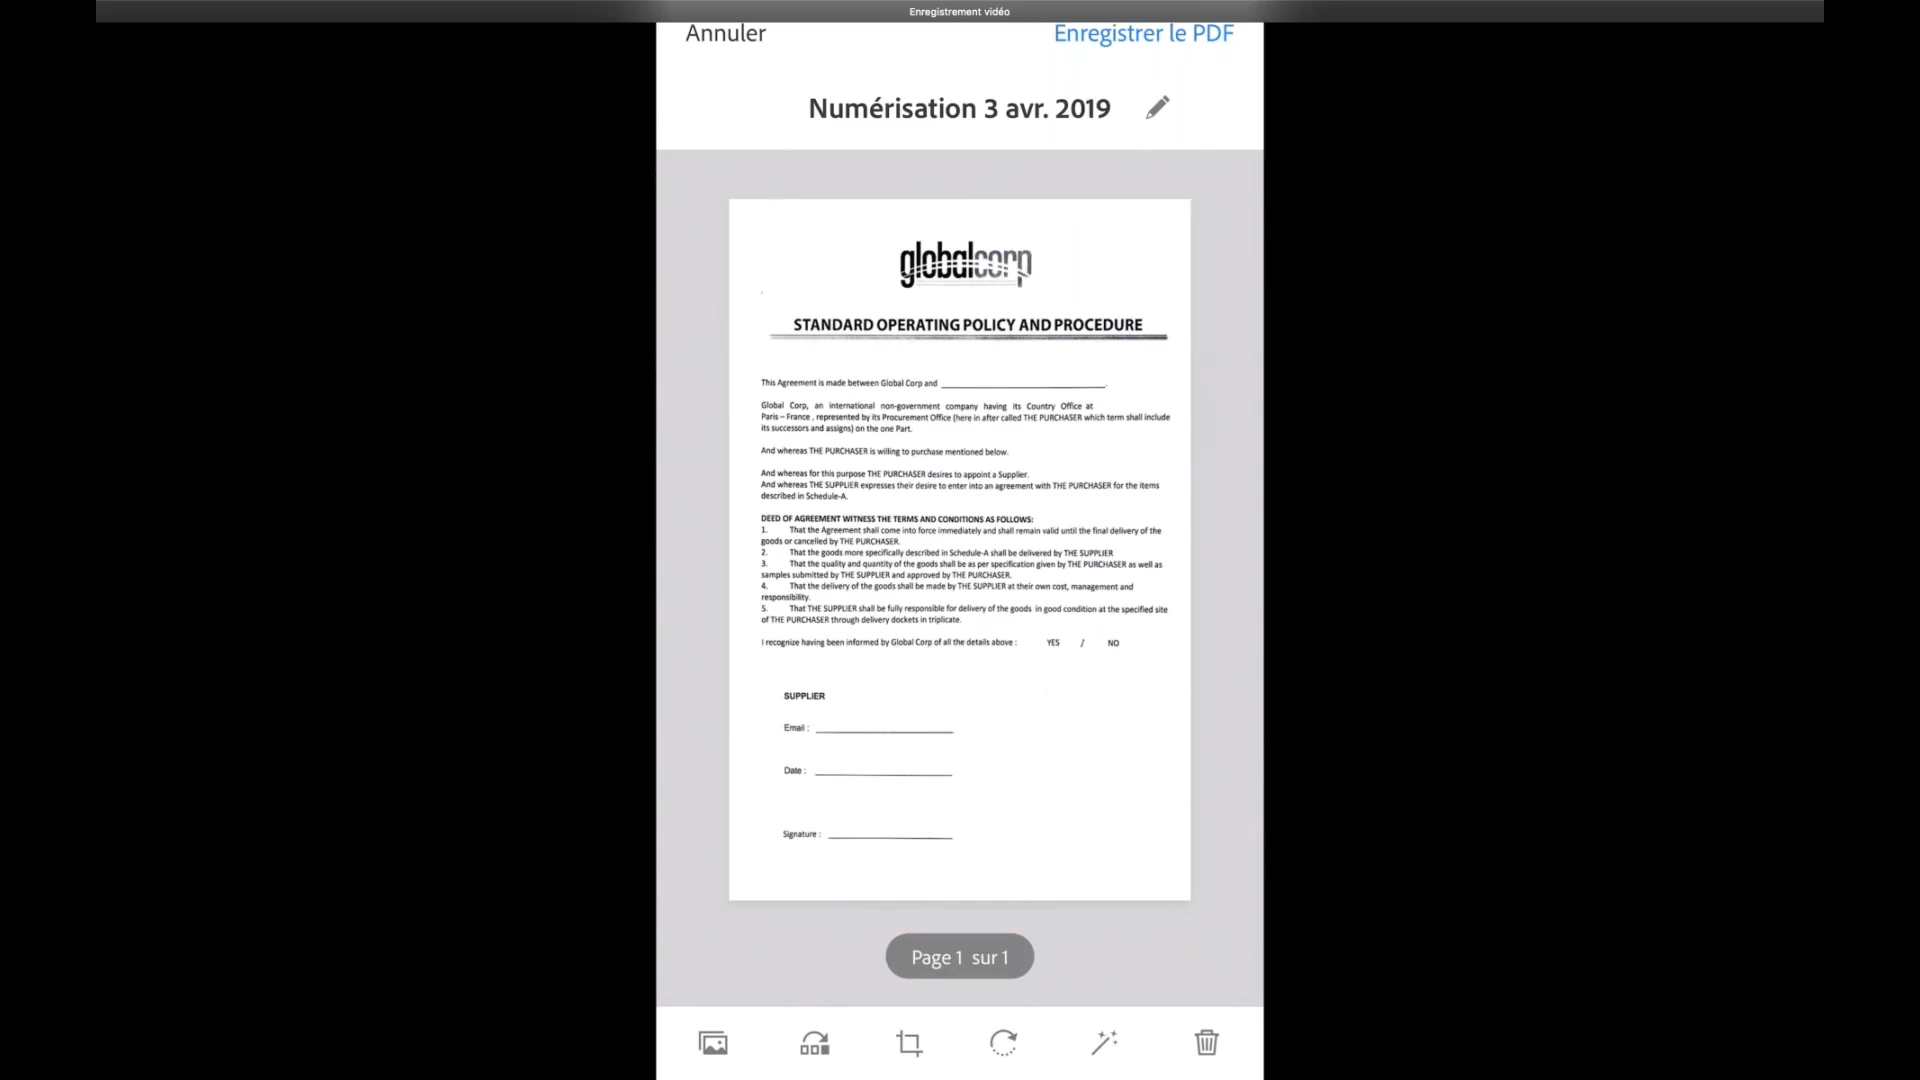 Enregistrement vidéo
Annuler
Enregistrer le PDF
Numérisation 3 avr. 2019
globalcorp
STANDARD OPERATING POLICY AND PROCEDURE
This Agreement is made between Global Corp and ______________________.
Global Corp, an international non-government company having its Country Office at
Paris – France , represented by its Procurement Office (here in after called THE PURCHASER which term shall include
its successors and assigns) on the one Part.
And whereas THE PURCHASER is willing to purchase mentioned below.
And whereas for this purpose THE PURCHASER desires to appoint a Supplier.
And whereas THE SUPPLIER expresses their desire to enter into an agreement with THE PURCHASER for the items
described in Schedule-A.
DEED OF AGREEMENT WITNESS THE TERMS AND CONDITIONS AS FOLLOWS:
1. That the Agreement shall come into force immediately and shall remain valid until the final delivery of the
goods or cancelled by THE PURCHASER.
2. That the goods more specifically described in Schedule-A shall be delivered by THE SUPPLIER
3. That the quality and quantity of the goods shall be as per specification given by THE PURCHASER as well as
samples submitted by THE SUPPLIER and approved by THE PURCHASER.
4. That the delivery of the goods shall be made by THE SUPPLIER at their own cost, management and
responsibility.
5. That THE SUPPLIER shall be fully responsible for delivery of the goods in good condition at the specified site
of THE PURCHASER through delivery dockets in triplicate.
I recognize having been informed by Global Corp of all the details above : YES / NO
SUPPLIER
Email : ____________________
Date : ____________________
Signature : __________________
Page 1 sur 1